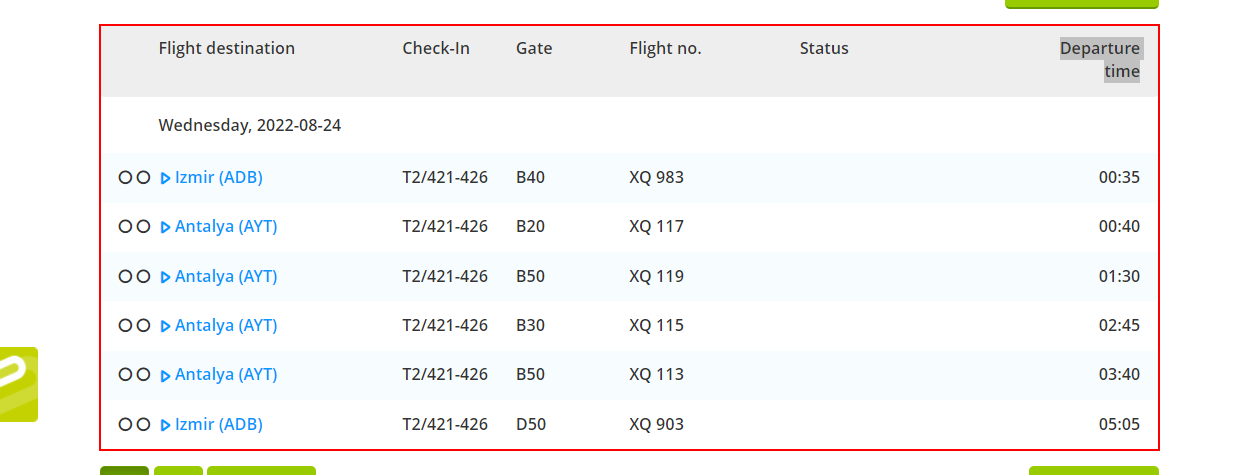 Flight destination Check-In Gate Flight no. Status Departure time
Wednesday, 2022-08-24
Izmir (ADB) T2/421-426 B40 XQ 983 00:35
Antalya (AYT) T2/421-426 B20 XQ 117 00:40
Antalya (AYT) T2/421-426 B50 XQ 119 01:30
Antalya (AYT) T2/421-426 B30 XQ 115 02:45
Antalya (AYT) T2/421-426 B50 XQ 113 03:40
Izmir (ADB) T2/421-426 D50 XQ 903 05:05